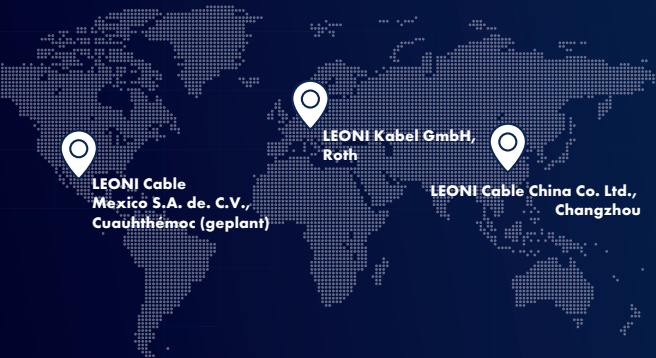 LEONI Kabel GmbH,
Roth
LEONI Cable
Mexico S.A. de. C.V.,
Cuauhthémoc (geplant)
LEONI Cable China Co. Ltd.,
Changzhou